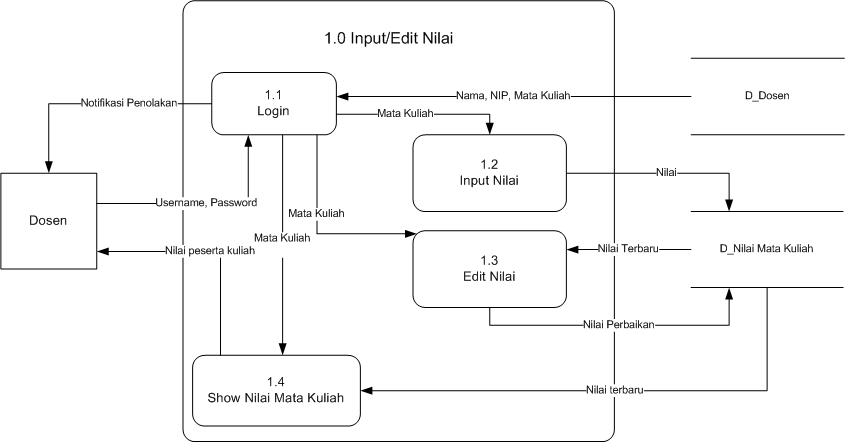 1.0 Input/Edit Nilai
1.1
Login
Notifikasi Penolakan
Nama, NIP, Mata Kuliah
D_Dosen
Mata Kuliah
1.2
Input Nilai
Nilai
Dosen
Username, Password
Mata Kuliah
Mata Kuliah
Nilai peserta kuliah
1.3
Edit Nilai
Nilai Terbaru
D_Nilai Mata Kuliah
Nilai Perbaikan
1.4
Show Nilai Mata Kuliah
Nilai terbaru